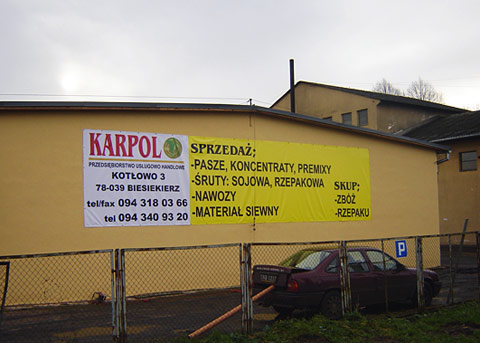 KARPOL
PRZEDSIĘBIORSTWO USŁUGOWO HANDLOWE
KOTŁOWO 3
78-039 BIESIEKIERZ
tel/fax 094 318 03 66
tel 094 340 93 20
SPRZEDAŻ;
-PASZE, KONCENTRATY, PREMIXY
-ŚRUTY: SOJOWA, RZEPAKOWA
-NAWOZY
-MATERIAŁ SIEWNY
SKUP;
-ZBÓŻ
-RZEPAKU
P